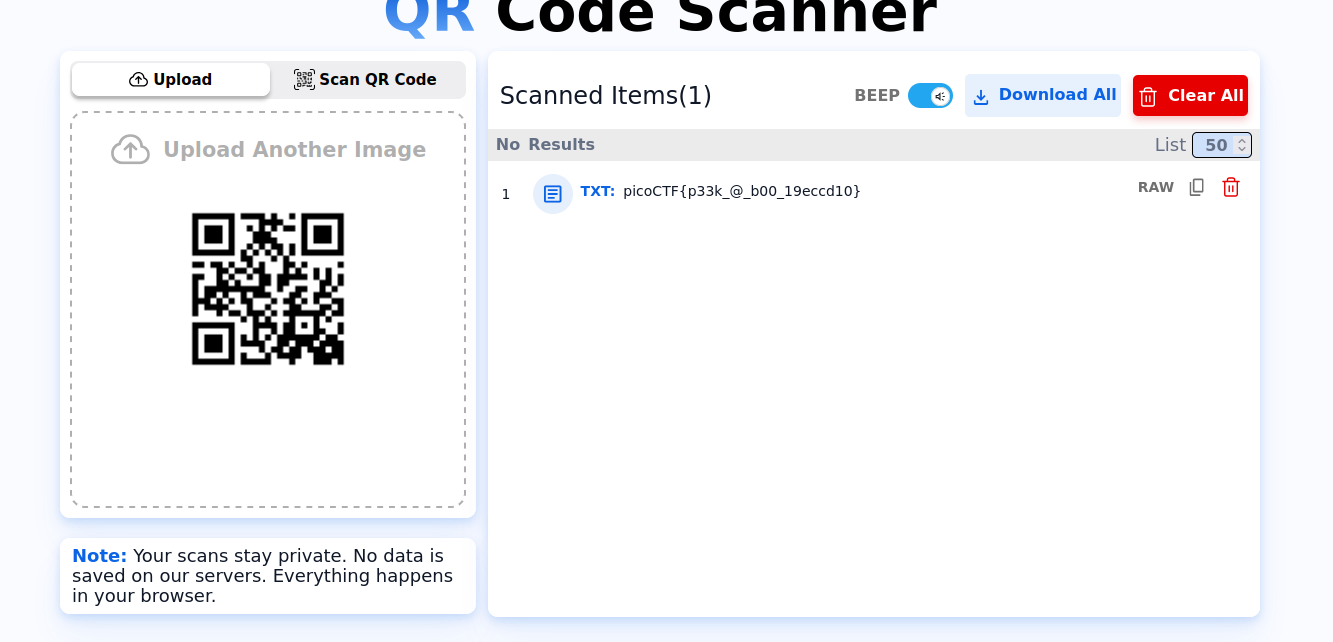 QR Code Scanner
Upload
Scan QR Code
Upload Another Image
Note: Your scans stay private. No data is
saved on our servers. Everything happens
in your browser.
Scanned Items(1)
BEEP
Download All
Clear All
No Results
List 50
1
TXT: picoCTF{p33k_@_b00_19eccd10}
RAW